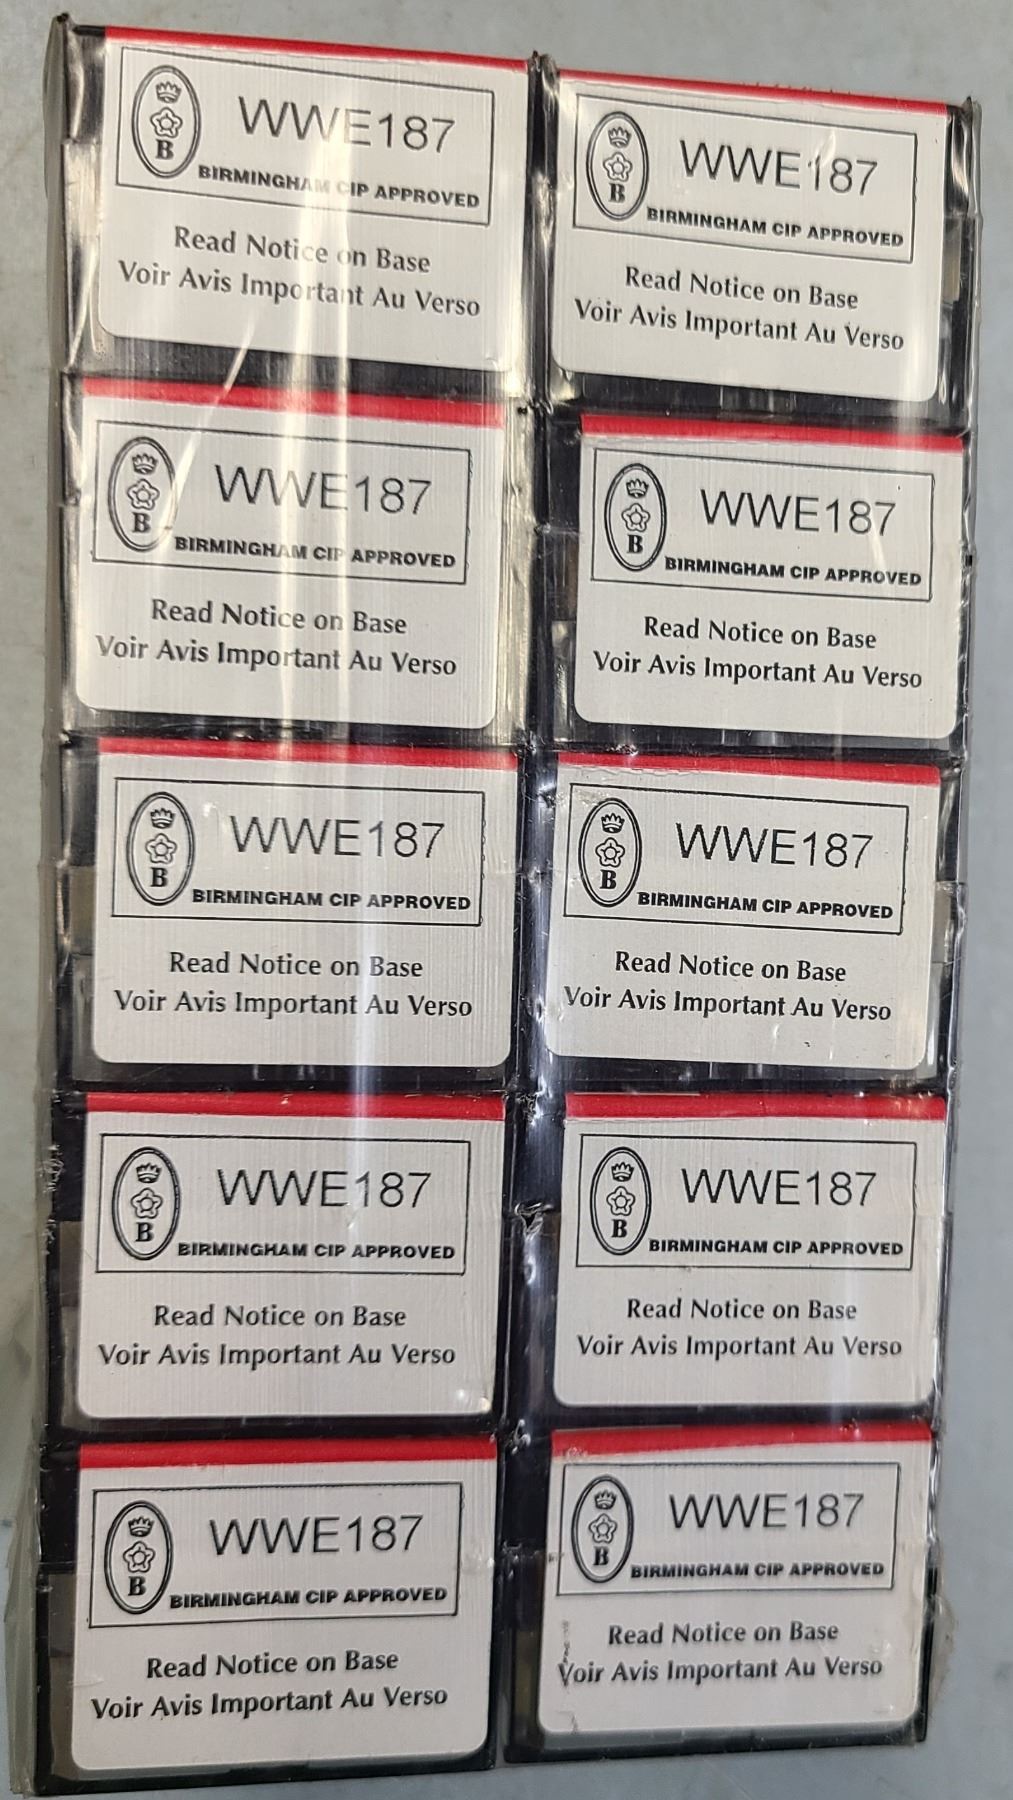 B
WWE187
BIRMINGHAM CIP APPROVED
Read Notice on Base
Voir Avis Important Au Verso
B
WWE187
BIRMINGHAM CIP APPROVED
Read Notice on Base
Voir Avis Important Au Verso
B
WWE187
BIRMINGHAM CIP APPROVED
Read Notice on Base
Voir Avis Important Au Verso
B
WWE187
BIRMINGHAM CIP APPROVED
Read Notice on Base
Voir Avis Important Au Verso
B
WWE187
BIRMINGHAM CIP APPROVED
Read Notice on Base
Voir Avis Important Au Verso
B
WWE187
BIRMINGHAM CIP APPROVED
Read Notice on Base
Voir Avis Important Au Verso
B
WWE187
BIRMINGHAM CIP APPROVED
Read Notice on Base
Voir Avis Important Au Verso
B
WWE187
BIRMINGHAM CIP APPROVED
Read Notice on Base
Voir Avis Important Au Verso
B
WWE187
BIRMINGHAM CIP APPROVED
Read Notice on Base
Voir Avis Important Au Verso
B
WWE187
BIRMINGHAM CIP APPROVED
Read Notice on Base
Voir Avis Important Au Verso